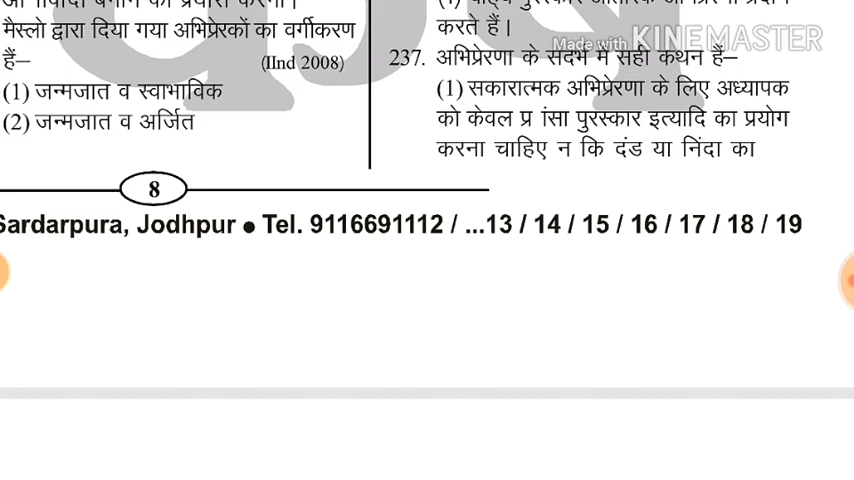 मैस्लो द्वारा दिया गया अभिप्रेरकों का वर्गीकरण
हैं–
(IInd 2008)
(1) जन्मजात व स्वाभाविक
(2) जन्मजात व अर्जित
करते हैं।
237. अभिप्रेरणा के संदर्भ में सही कथन हैं–
(1) सकारात्मक अभिप्रेरणा के लिए अध्यापक
को केवल प्र ांसा पुरस्कार इत्यादि का प्रयोग
करना चाहिए न कि दंड या निंदा का
Made with KINEMASTER
8
Sardarpura, Jodhpur ● Tel. 9116691112 / ...13 / 14 / 15 / 16 / 17 / 18 / 19